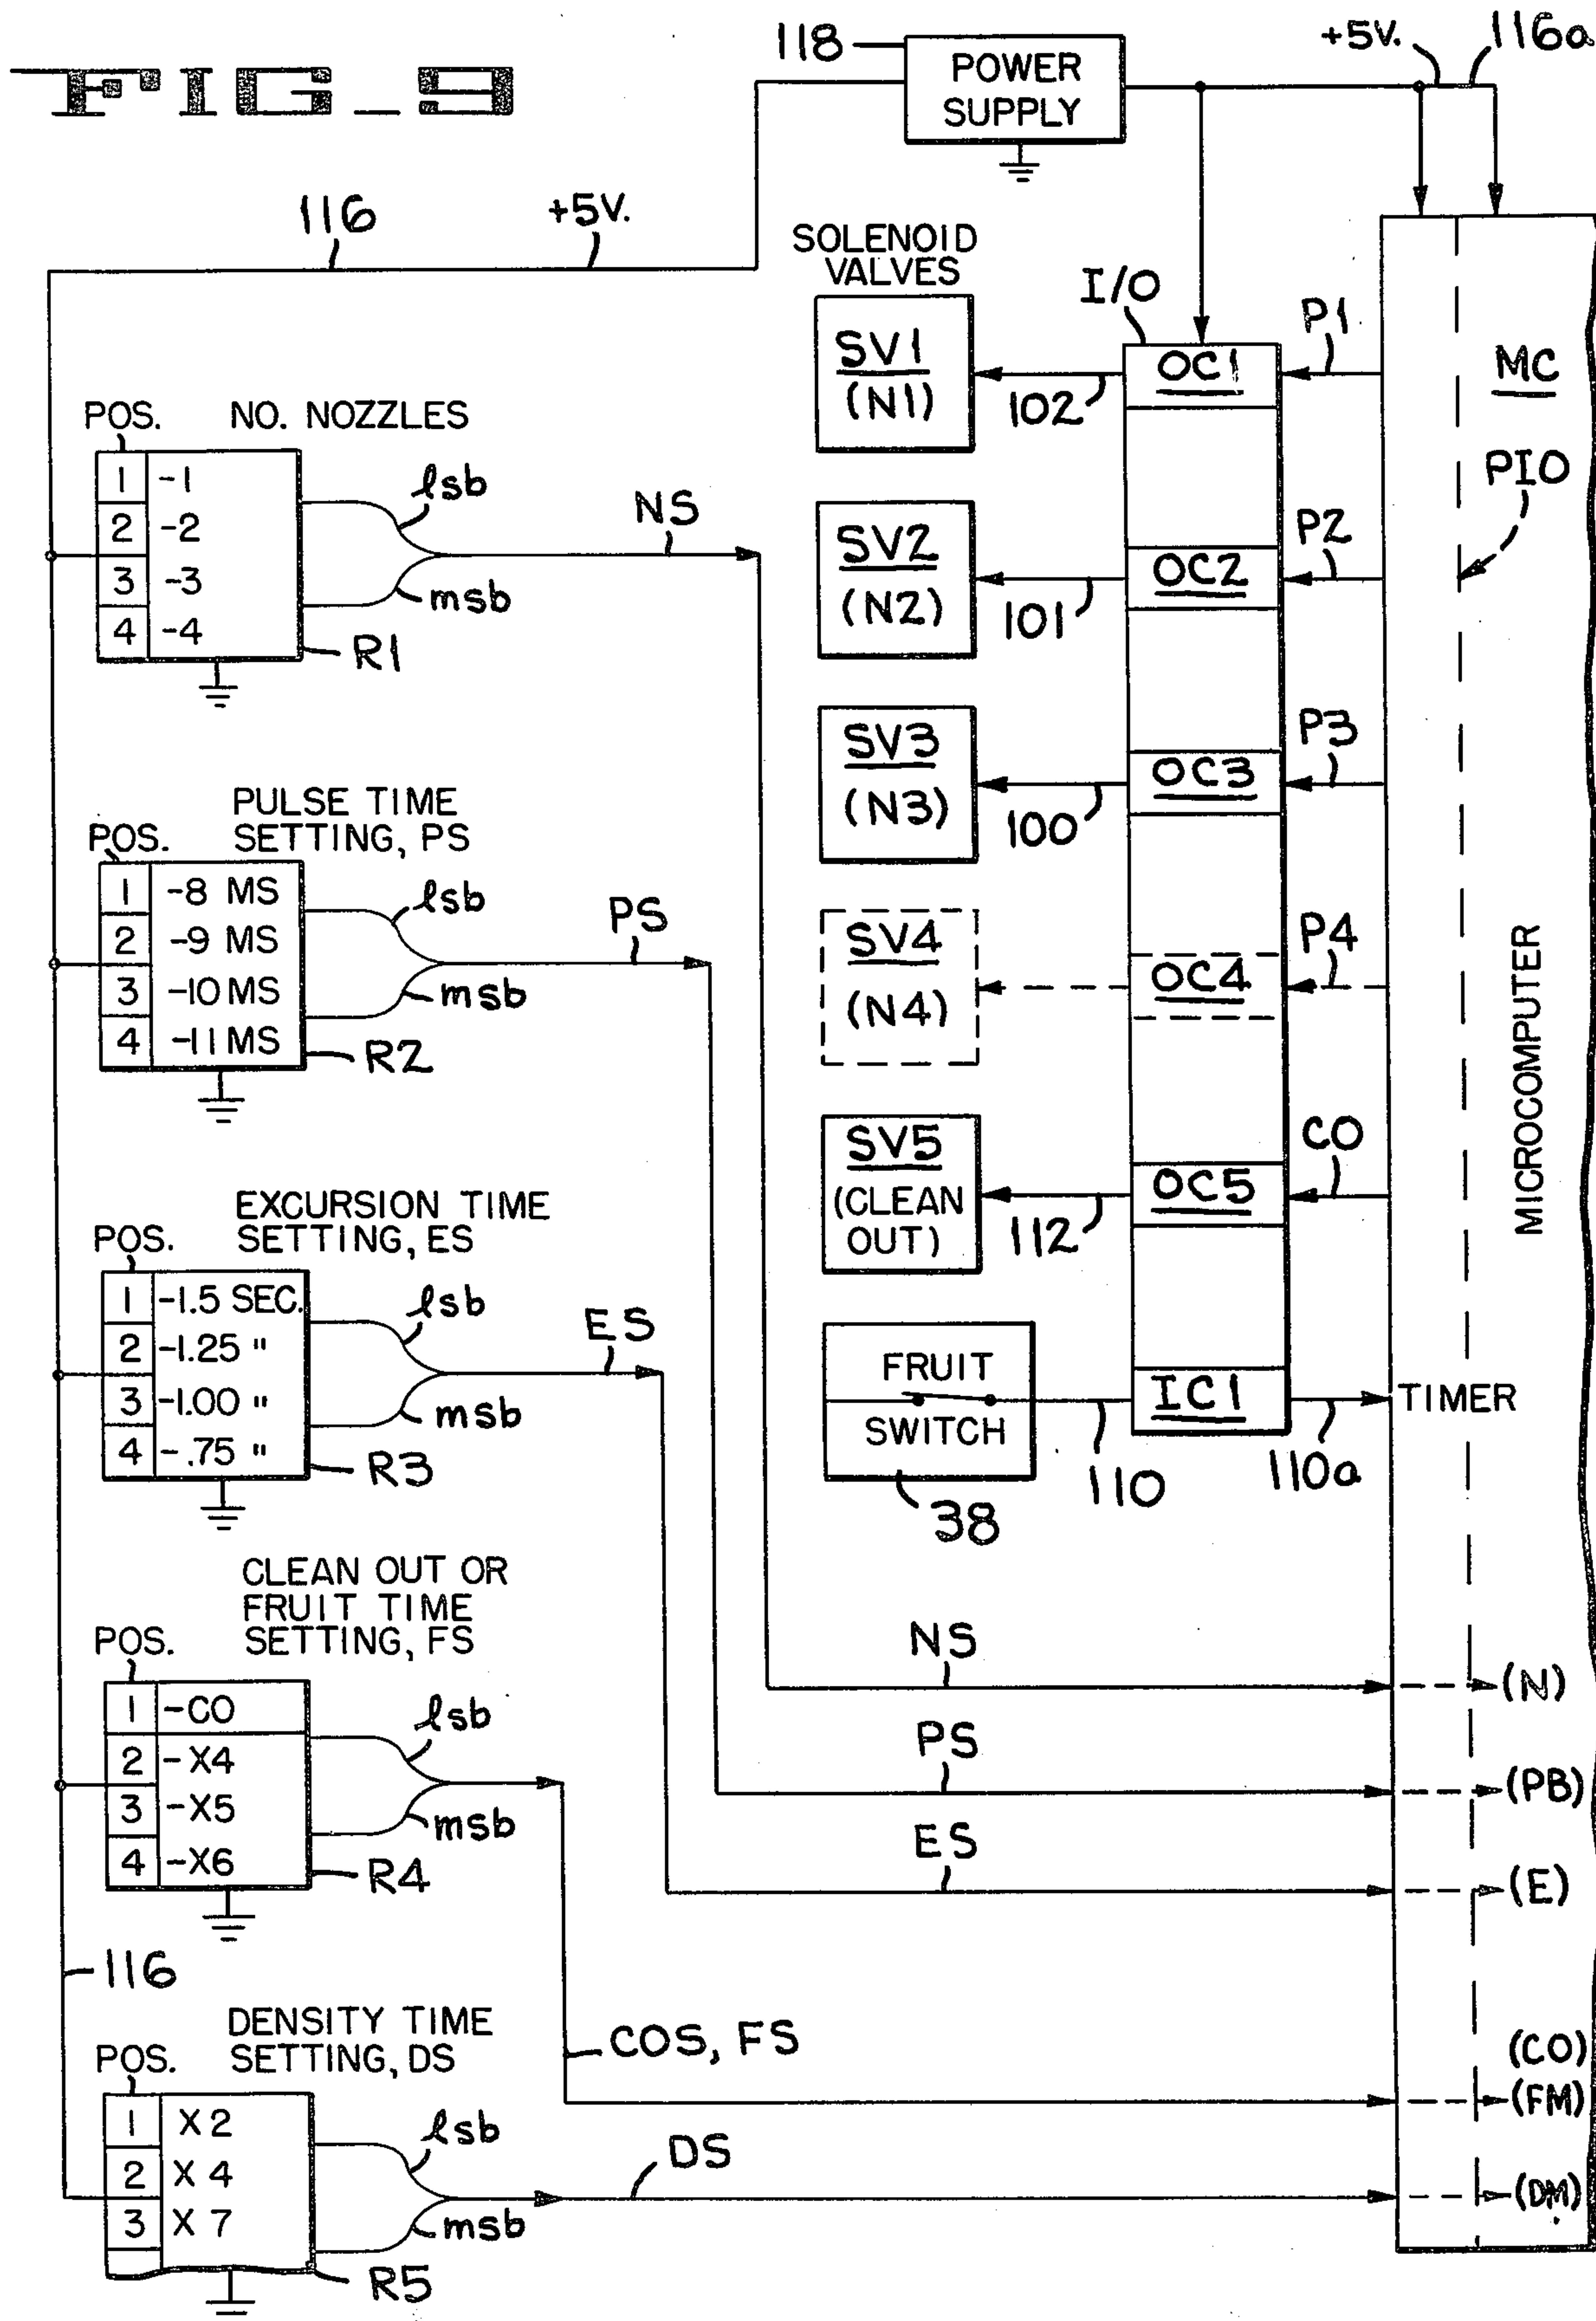 FIG_9
118
POWER
SUPPLY
+5V.
116a
116
+5V.
SOLENOID
VALVES
I/O
SV1
(N1)
102
OC1
P1
MC
PIO
POS.
NO. NOZZLES
1 -1
2 -2
3 -3
4 -4
lsb
msb
NS
R1
SV2
(N2)
101
OC2
P2
SV3
(N3)
100
OC3
P3
PULSE TIME
SETTING, PS
POS.
1 -8 MS
2 -9 MS
3 -10 MS
4 -11 MS
lsb
msb
PS
R2
SV4
(N4)
OC4
P4
MICROCOMPUTER
SV5
(CLEAN
OUT)
112
OC5
CO
EXCURSION TIME
SETTING, ES
POS.
1 -1.5 SEC.
2 -1.25 "
3 -1.00 "
4 -.75 "
lsb
msb
ES
R3
FRUIT
SWITCH
38
110
IC1
110a
TIMER
CLEAN OUT OR
FRUIT TIME
SETTING, FS
POS.
1 -CO
2 -X4
3 -X5
4 -X6
lsb
msb
R4
NS
(N)
PS
(PB)
ES
(E)
116
COS, FS
(CO)
(FM)
DENSITY TIME
SETTING, DS
POS.
1 X2
2 X4
3 X7
lsb
msb
DS
(DM)
R5